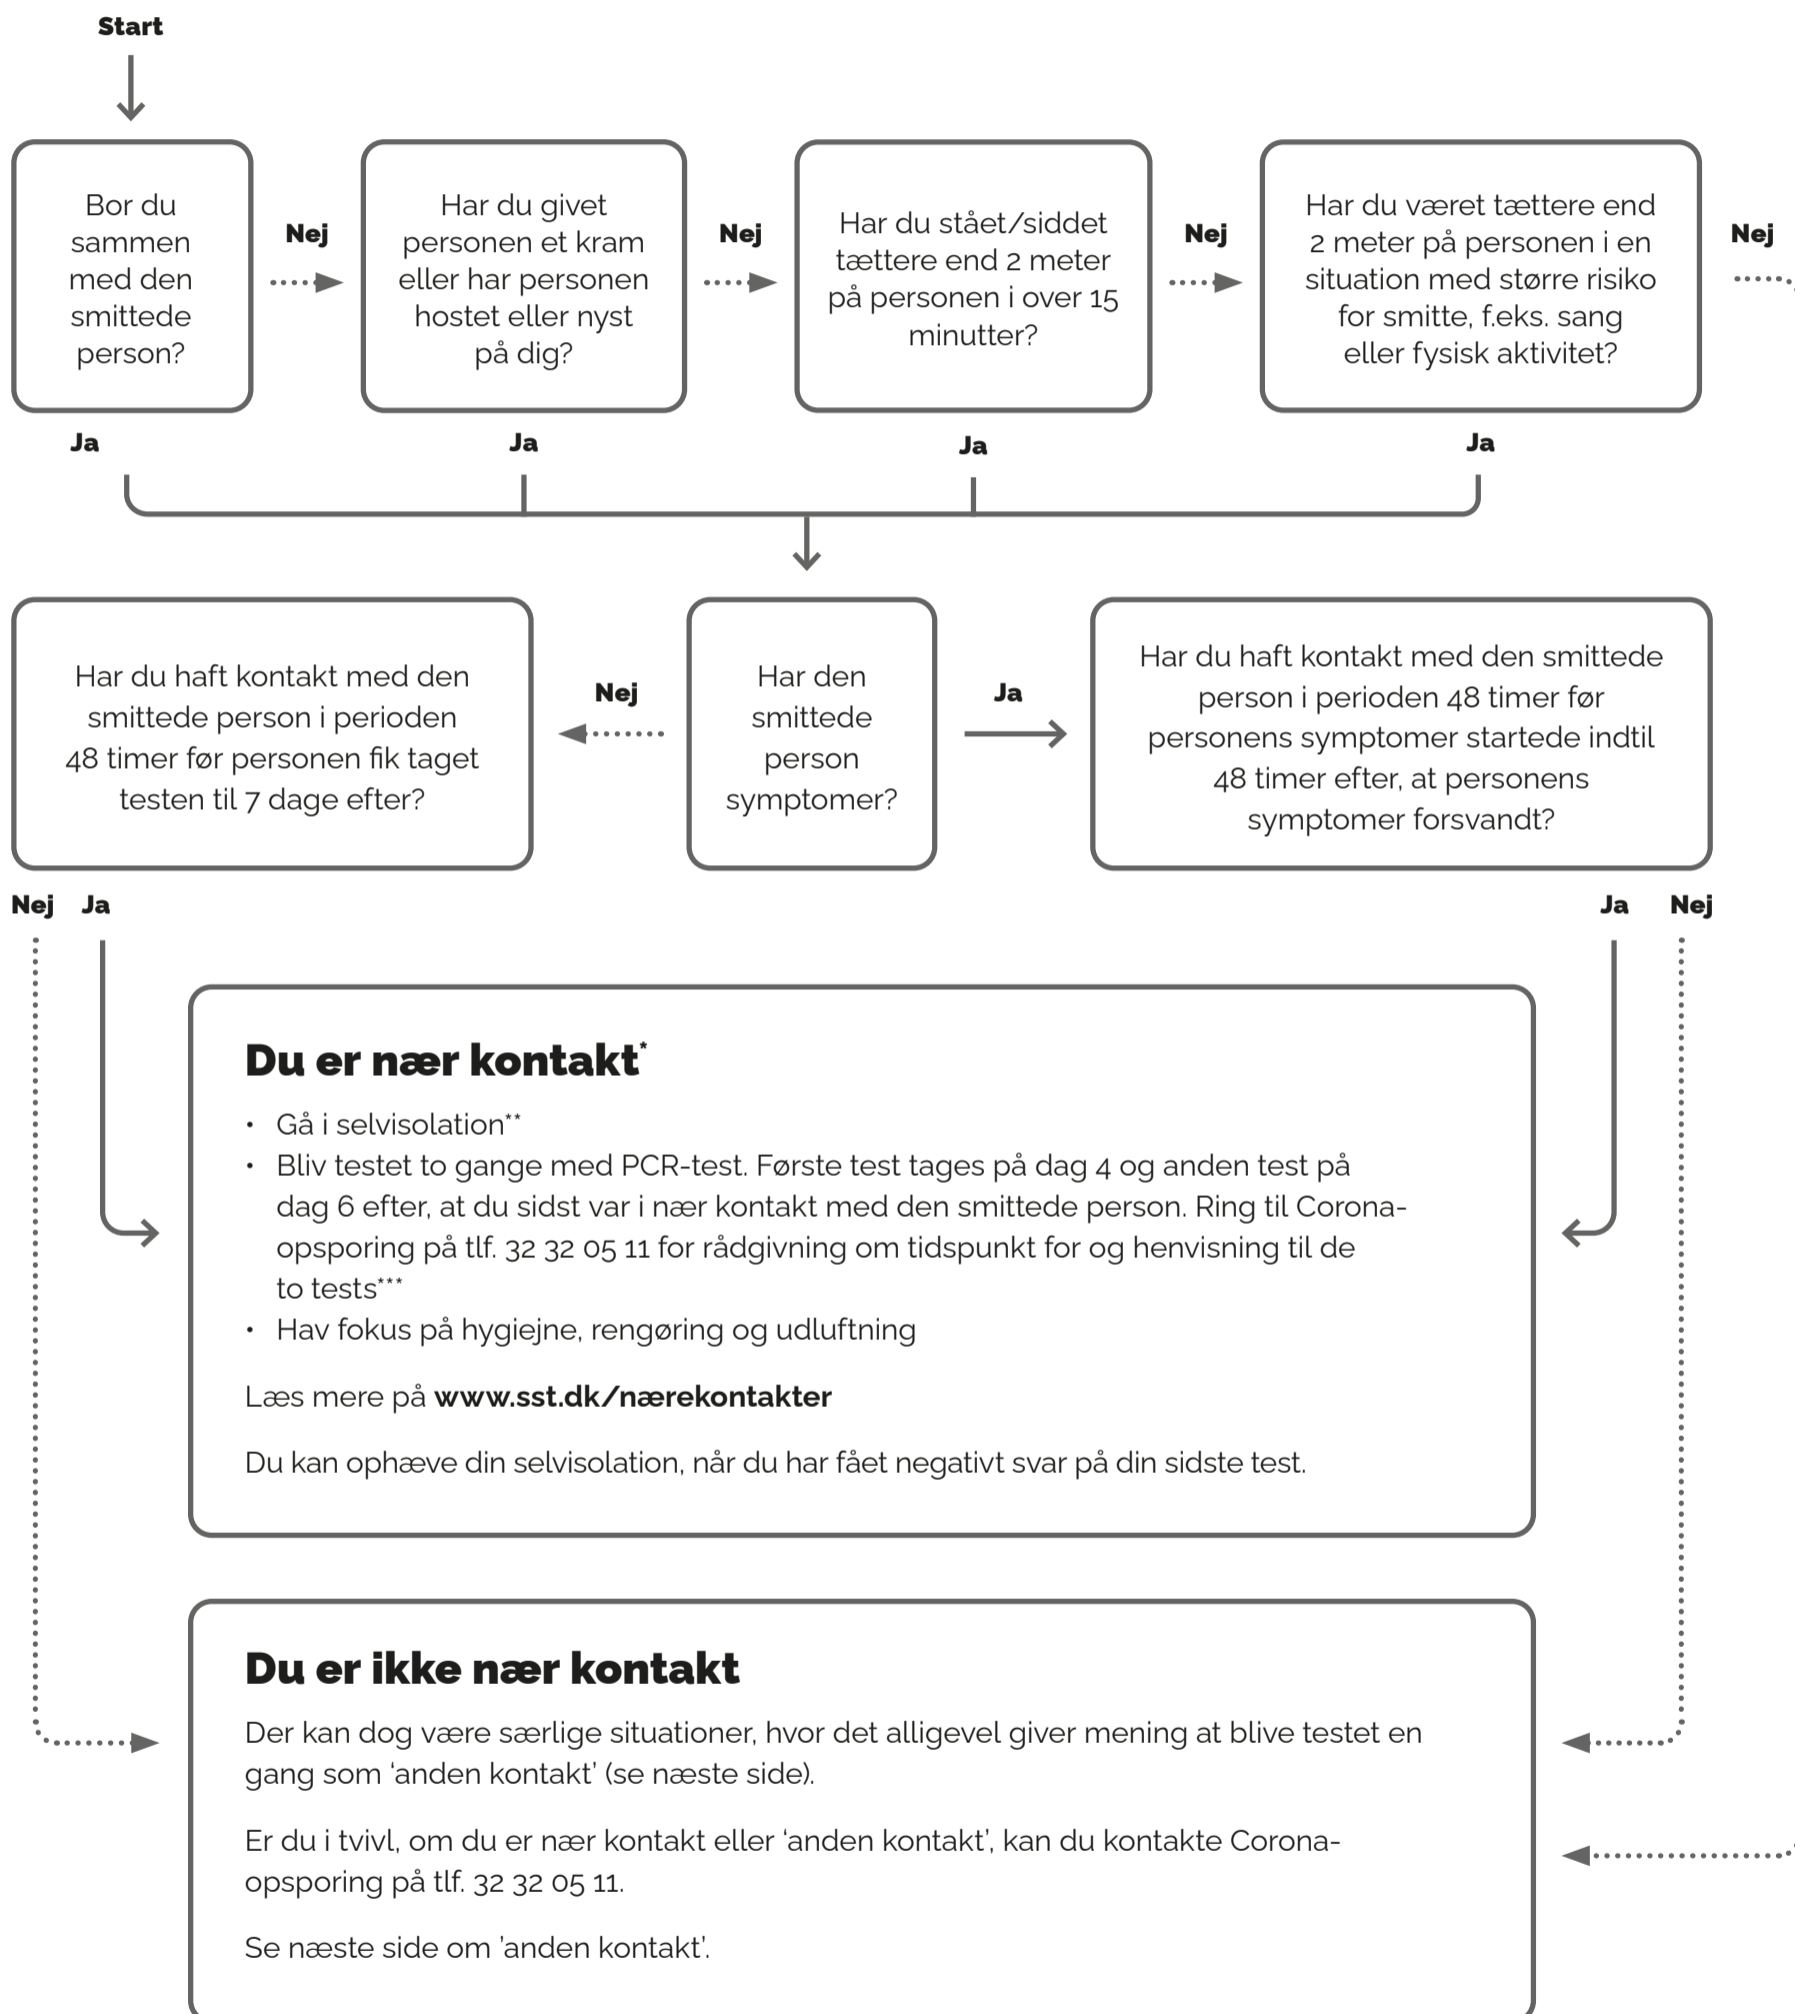 Start
Bor du
sammen
med den
smittede
person?
Nej
Har du givet
personen et kram
eller har personen
hostet eller nyst
på dig?
Nej
Har du stået/siddet
tættere end 2 meter
på personen i over 15
minutter?
Nej
Har du været tættere end
2 meter på personen i en
situation med større risiko
for smitte, f.eks. sang
eller fysisk aktivitet?
Nej
Ja
Ja
Ja
Ja
Har du haft kontakt med den
smittede person i perioden
48 timer før personen fik taget
testen til 7 dage efter?
Nej
Har den
smittede
person
symptomer?
Ja
Har du haft kontakt med den smittede
person i perioden 48 timer før
personens symptomer startede indtil
48 timer efter, at personens
symptomer forsvandt?
Nej Ja
Ja Nej
Du er nær kontakt*
• Gå i selvisolation**
• Bliv testet to gange med PCR-test. Første test tages på dag 4 og anden test på
dag 6 efter, at du sidst var i nær kontakt med den smittede person. Ring til Corona-
opsporing på tlf. 32 32 05 11 for rådgivning om tidspunkt for og henvisning til de
to tests***
• Hav fokus på hygiejne, rengøring og udluftning
Læs mere på www.sst.dk/nærekontakter
Du kan ophæve din selvisolation, når du har fået negativt svar på din sidste test.
Du er ikke nær kontakt
Der kan dog være særlige situationer, hvor det alligevel giver mening at blive testet en
gang som ‘anden kontakt’ (se næste side).
Er du i tvivl, om du er nær kontakt eller ‘anden kontakt’, kan du kontakte Corona-
opsporing på tlf. 32 32 05 11.
Se næste side om ’anden kontakt’.